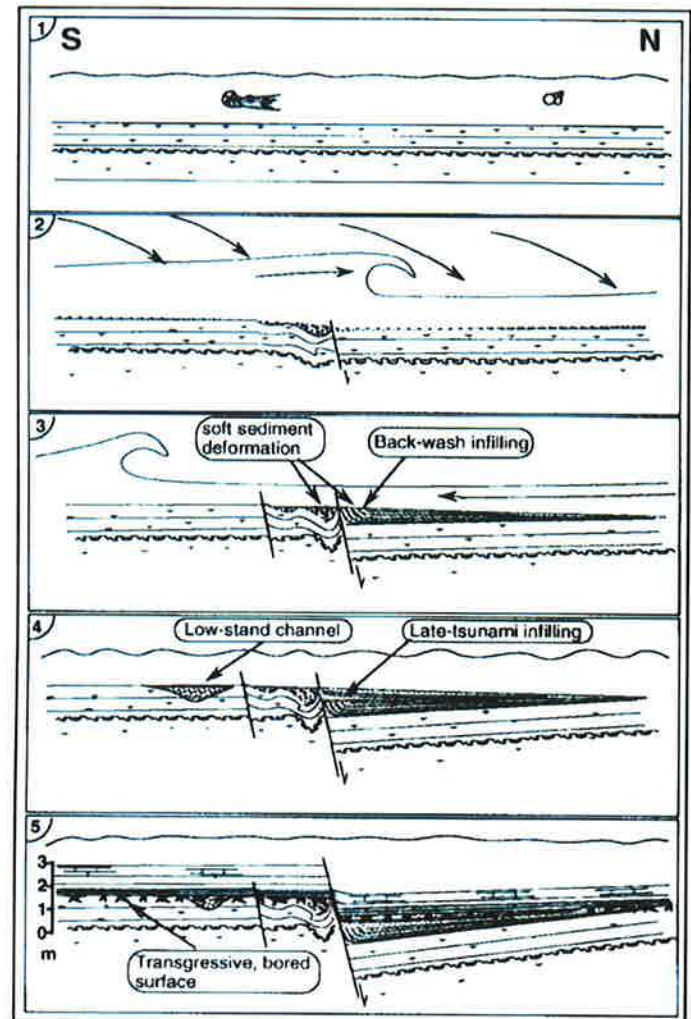 1
S
N
2
3
soft sediment
deformation
Back-wash infilling
4
Low-stand channel
Late-tsunami infilling
5
3
2
1
0
m
Transgressive, bored
surface